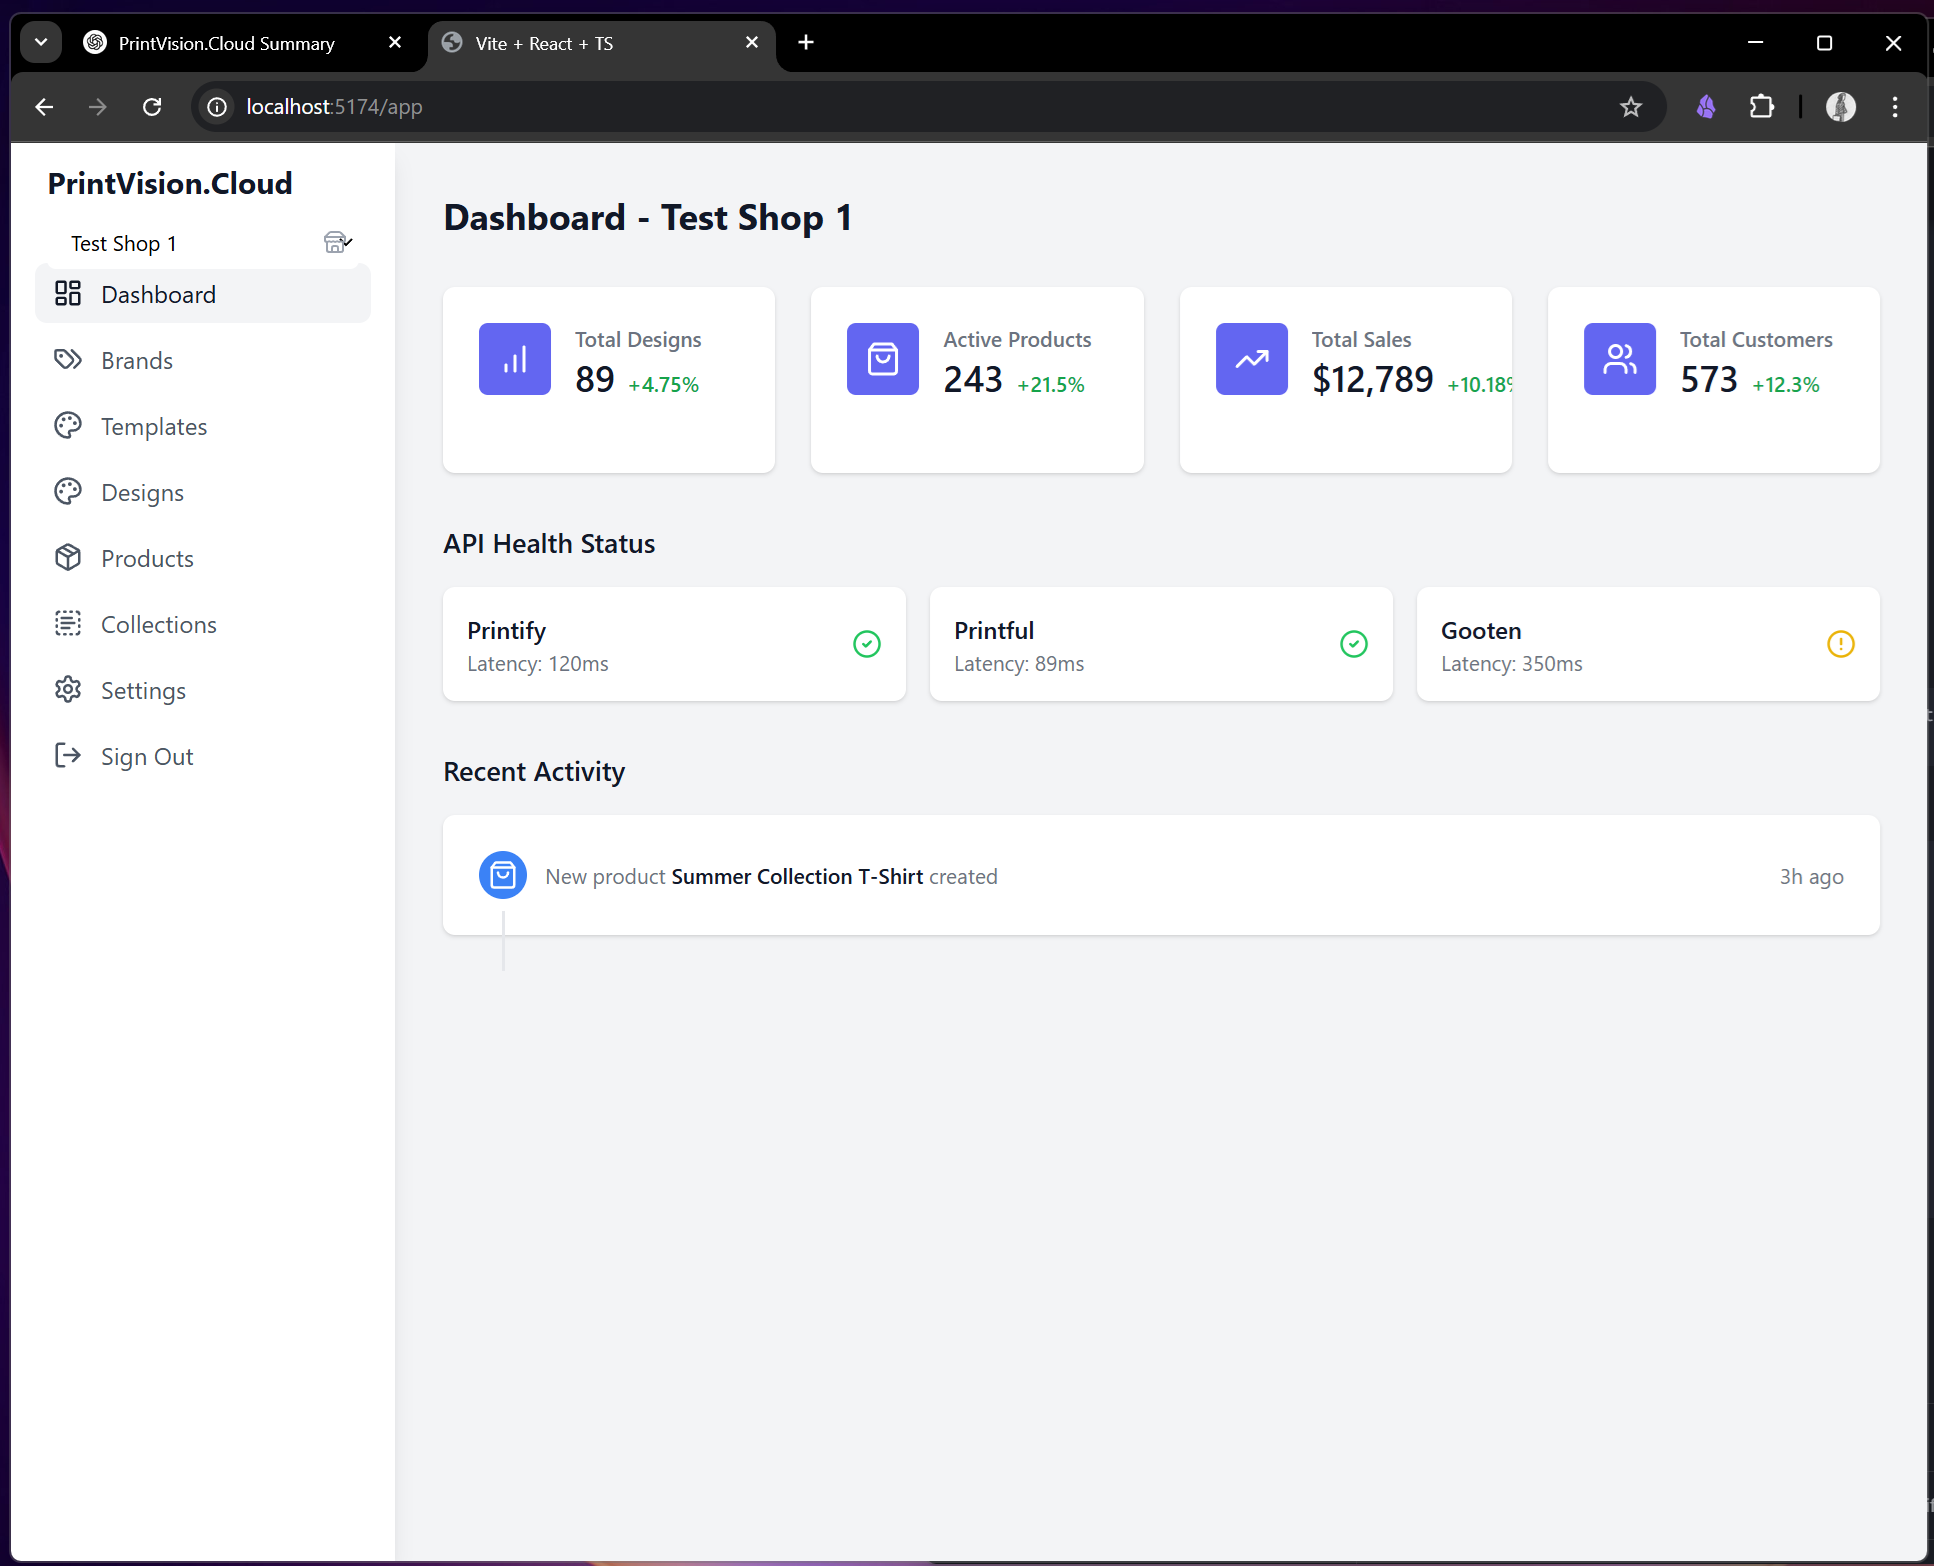 PrintVision.Cloud Summary
Vite + React + TS
localhost:5174/app
PrintVision.Cloud
Test Shop 1
Dashboard
Brands
Templates
Designs
Products
Collections
Settings
Sign Out
Dashboard - Test Shop 1
Total Designs
89 +4.75%
Active Products
243 +21.5%
Total Sales
$12,789 +10.18%
Total Customers
573 +12.3%
API Health Status
Printify
Latency: 120ms
Printful
Latency: 89ms
Gooten
Latency: 350ms
Recent Activity
New product Summer Collection T-Shirt created
3h ago